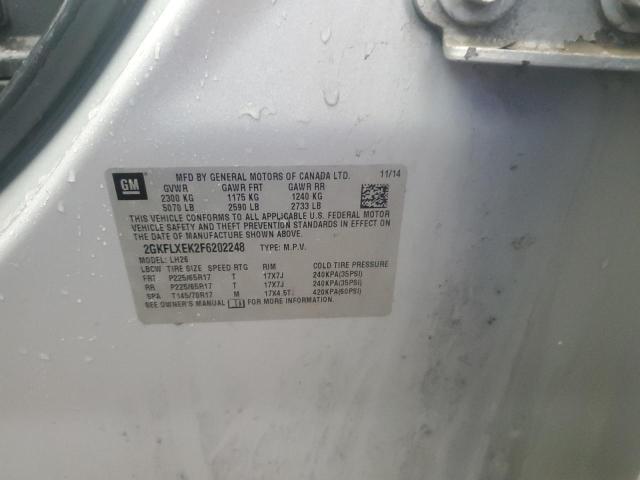 GM
MFD BY GENERAL MOTORS OF CANADA LTD. 11/14
GVWR GAWR FRT GAWR RR
2300 KG 1175 KG 1240 KG
5070 LB 2590 LB 2733 LB
THIS VEHICLE CONFORMS TO ALL APPLICABLE U.S. FEDERAL MOTOR
VEHICLE SAFETY AND THEFT PREVENTION STANDARDS IN EFFECT ON
THE DATE OF MANUFACTURE SHOWN ABOVE.
2GKFLXEK2F6202248 TYPE: M.P.V.
MODEL: LH26
LBCW TIRE SIZE SPEED RTG RIM COLD TIRE PRESSURE
FRT P225/65R17 T 17X7J 240KPA(35PSI)
RR P225/65R17 T 17X7J 240KPA(35PSI)
SPA T145/70R17 M 17X4.5T 420KPA(60PSI)
SEE OWNER'S MANUAL FOR MORE INFORMATION.